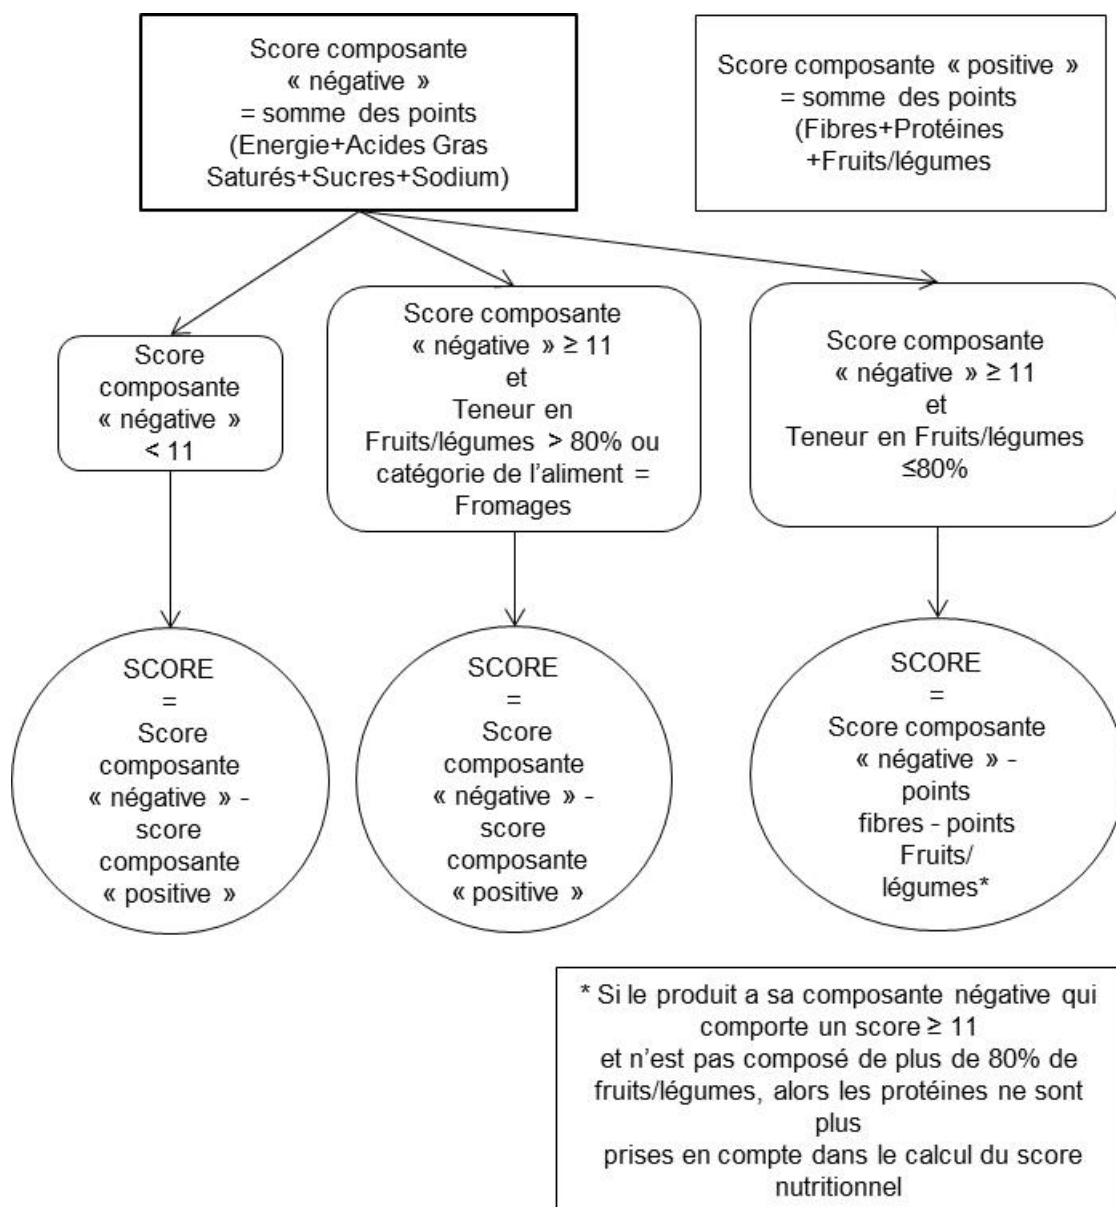 Score composante
« négative »
= somme des points
(Energie+Acides Gras
Saturés+Sucres+Sodium)
Score composante « positive »
= somme des points
(Fibres+Protéines
+Fruits/légumes
Score
composante
« négative »
< 11
Score composante
« négative » ≥ 11
et
Teneur en
Fruits/légumes > 80% ou
catégorie de l’aliment =
Fromages
Score composante
« négative » ≥ 11
et
Teneur en Fruits/légumes
≤80%
SCORE
=
Score
composante
« négative » -
score
composante
« positive »
SCORE
=
Score
composante
« négative » -
score
composante
« positive »
SCORE
=
Score composante
« négative » -
points
fibres - points
Fruits/
légumes*
* Si le produit a sa composante négative qui
comporte un score ≥ 11
et n’est pas composé de plus de 80% de
fruits/légumes, alors les protéines ne sont
plus
prises en compte dans le calcul du score
nutritionnel